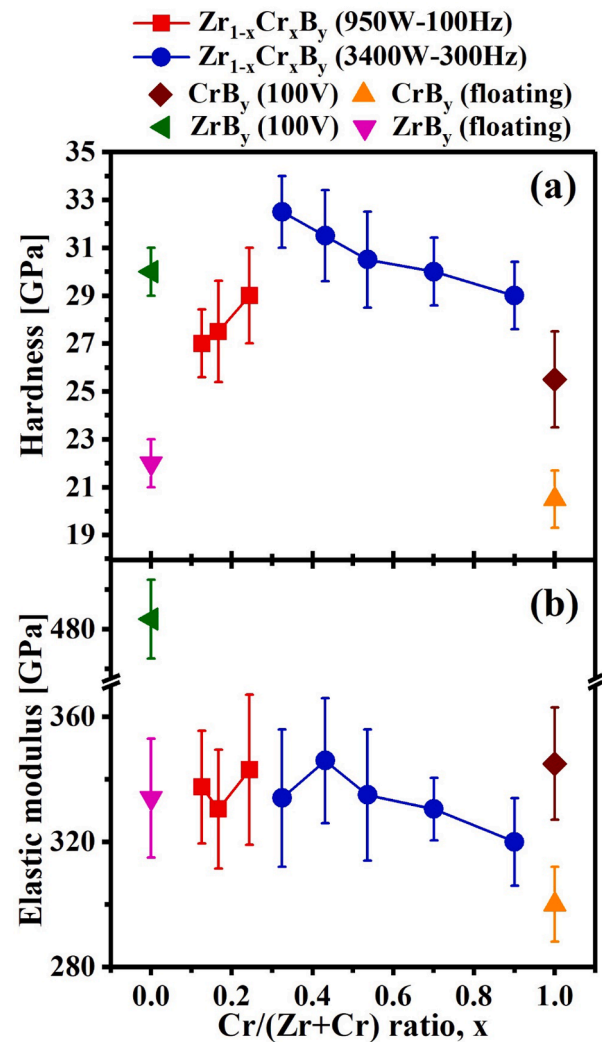 Zr1-xCrxBy (950W-100Hz)
Zr1-xCrxBy (3400W-300Hz)
CrBy (100V) CrBy (floating)
ZrBy (100V) ZrBy (floating)
(a)
Hardness [GPa]
35
33
31
29
27
25
23
21
19
(b)
Elastic modulus [GPa]
480
360
320
280
0.0 0.2 0.4 0.6 0.8 1.0
Cr/(Zr+Cr) ratio, x